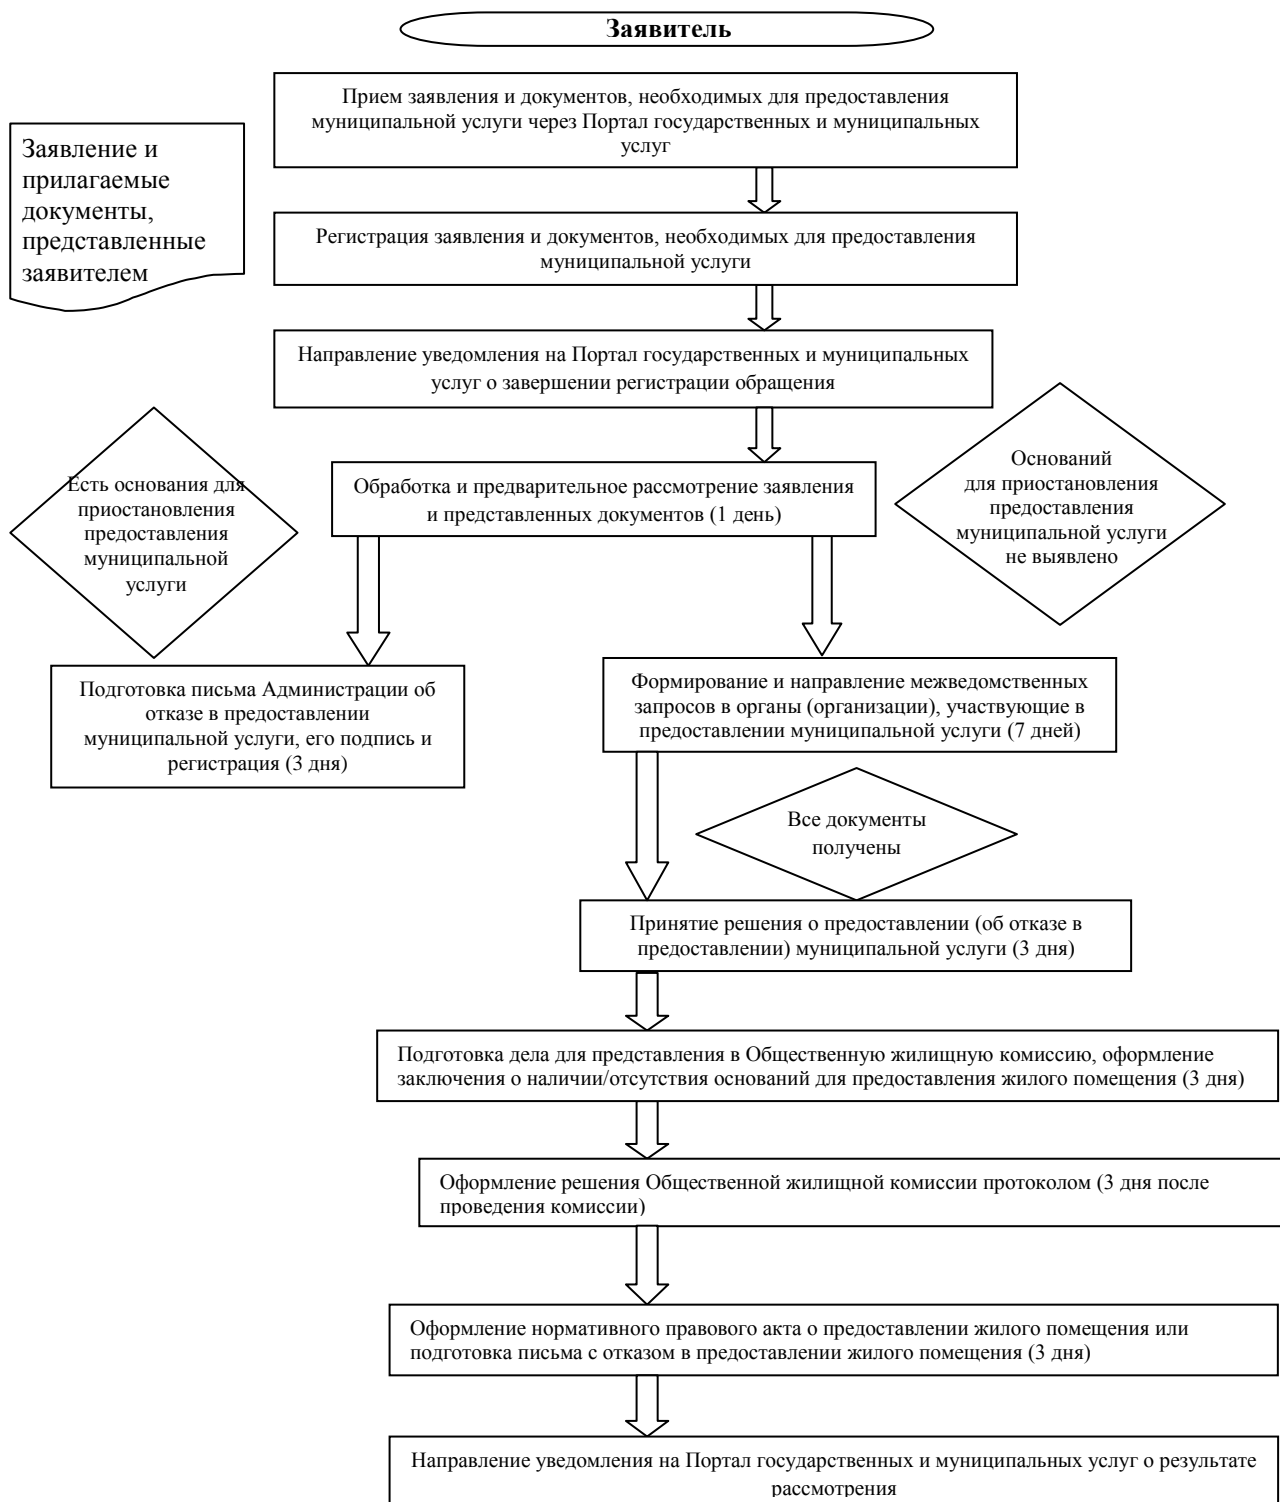 Заявитель
Прием заявления и документов, необходимых для предоставления
муниципальной услуги через Портал государственных и муниципальных
услуг
Заявление и
прилагаемые
документы,
представленные
заявителем
Регистрация заявления и документов, необходимых для предоставления
муниципальной услуги
Направление уведомления на Портал государственных и муниципальных
услуг о завершении регистрации обращения
Есть основания для
приостановления
предоставления
муниципальной
услуги
Обработка и предварительное рассмотрение заявления
и представленных документов (1 день)
Оснований
для приостановления
предоставления
муниципальной услуги
не выявлено
Подготовка письма Администрации об
отказе в предоставлении
муниципальной услуги, его подпись и
регистрация (3 дня)
Формирование и направление межведомственных
запросов в органы (организации), участвующие в
предоставлении муниципальной услуги (7 дней)
Все документы
получены
Принятие решения о предоставлении (об отказе в
предоставлении) муниципальной услуги (3 дня)
Подготовка дела для представления в Общественную жилищную комиссию, оформление
заключения о наличии/отсутствия оснований для предоставления жилого помещения (3 дня)
Оформление решения Общественной жилищной комиссии протоколом (3 дня после
проведения комиссии)
Оформление нормативного правового акта о предоставлении жилого помещения или
подготовка письма с отказом в предоставлении жилого помещения (3 дня)
Направление уведомления на Портал государственных и муниципальных услуг о результате
рассмотрения